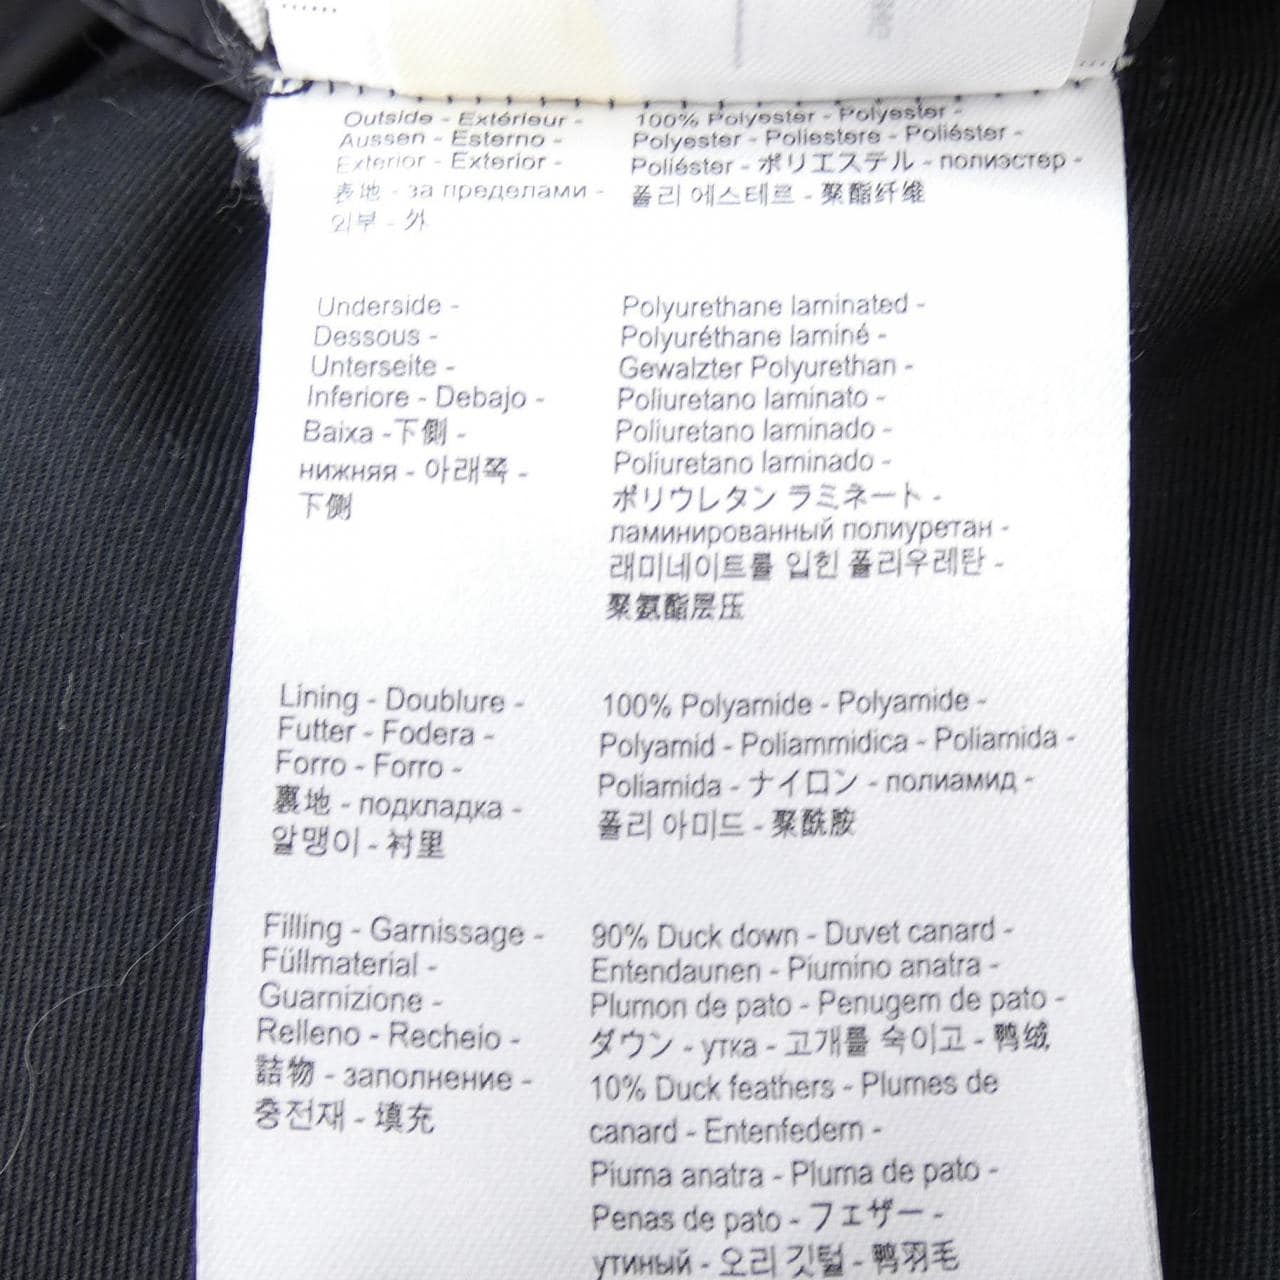 Outside - Extérieur -
Aussen - Esterno -
Exterior - Exterior -
表地 - за пределами -
외부 - 外
100% Polyester - Polyester -
Polyester - Poliestere - Poliéster -
Poliéster - ポリエステル - полиэстер -
폴리 에스테르 - 聚酯纤维
Underside -
Dessous -
Unterseite -
Inferiore - Debajo -
Baixa -下側 -
нижняя - 아래쪽 -
下侧
Polyurethane laminated -
Polyuréthane laminé -
Gewalzter Polyurethan -
Poliuretano laminato -
Poliuretano laminado -
Poliuretano laminado -
ポリウレタン ラミネート -
ламинированный полиуретан -
래미네이트를 입힌 폴리우레탄 -
聚氨酯层压
Lining - Doublure -
Futter - Fodera -
Forro - Forro -
裏地 - подкладка -
알맹이 - 衬里
100% Polyamide - Polyamide -
Polyamid - Poliammidica - Poliamida -
Poliamida - ナイロン - полиамид -
폴리 아미드 - 聚酰胺
Filling - Garnissage -
Füllmaterial -
Guarnizione -
Relleno - Recheio -
詰物 - заполнение -
충전재 - 填充
90% Duck down - Duvet canard -
Entendaunen - Piumino anatra -
Plumon de pato - Penugem de pato -
ダウン - утка - 고개를 숙이고 - 鸭绒
10% Duck feathers - Plumes de
canard - Entenfedern -
Piuma anatra - Pluma de pato -
Penas de pato - フェザー -
утиный - 오리 깃털 - 鸭羽毛